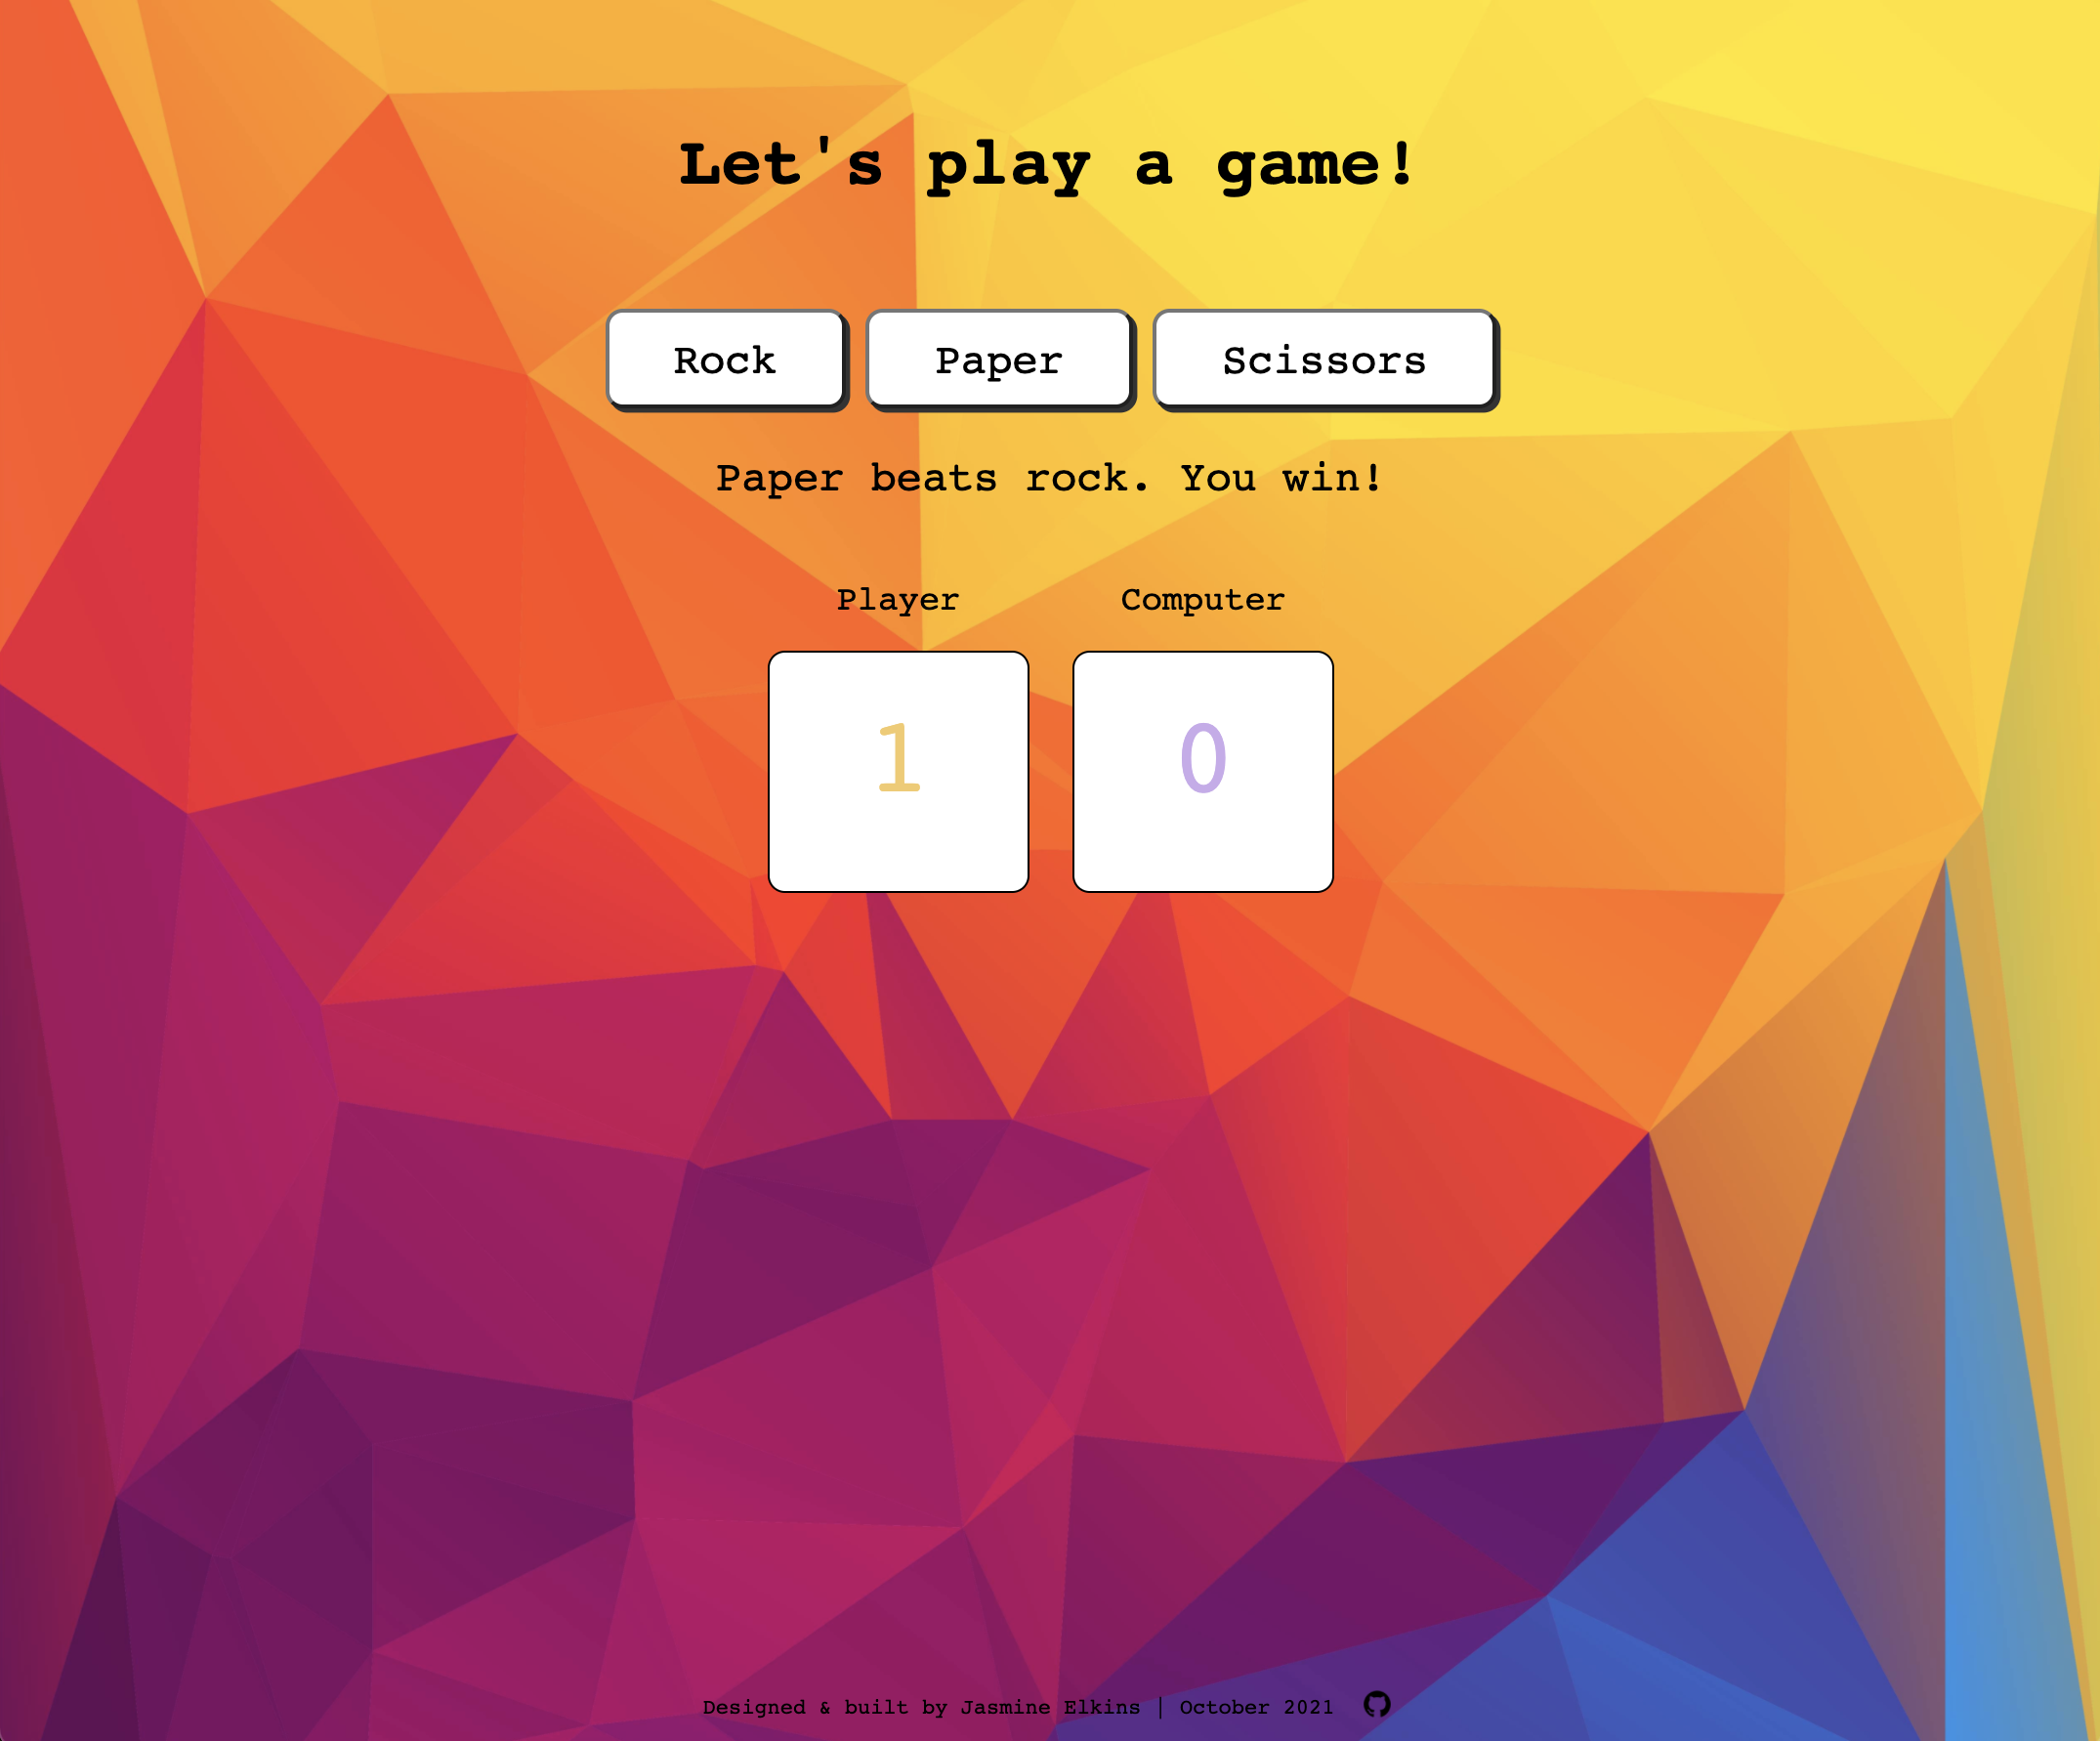 Let's play a game!
Rock Paper Scissors
Paper beats rock. You win!
Player Computer
1 0
Designed & built by Jasmine Elkins | October 2021